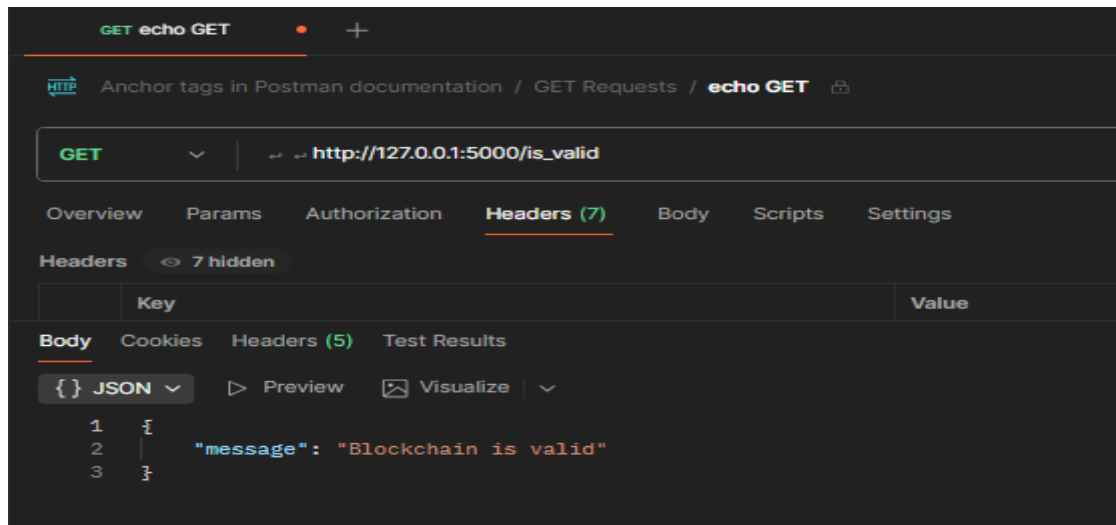 GET echo GET
HTTP Anchor tags in Postman documentation / GET Requests / echo GET
GET ↵ ↵ http://127.0.0.1:5000/is_valid
Overview Params Authorization Headers (7) Body Scripts Settings
Headers 7 hidden
Key Value
Body Cookies Headers (5) Test Results
{} JSON Preview Visualize
1 {
2 "message": "Blockchain is valid"
3 }